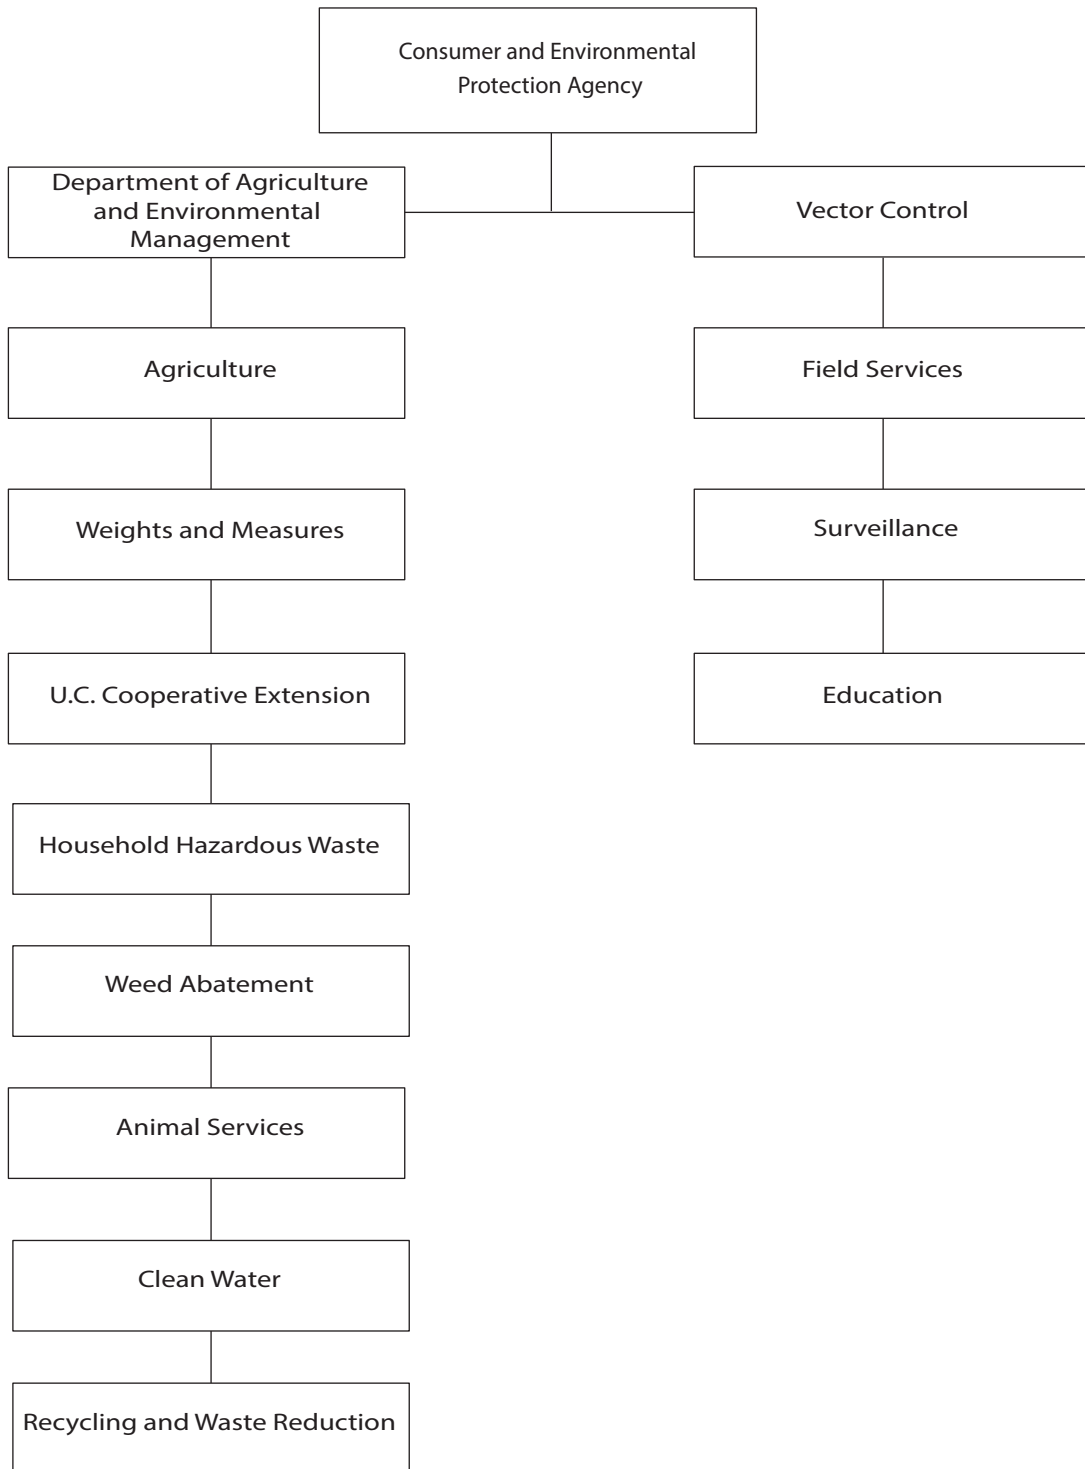 Consumer and Environmental
Protection Agency
Department of Agriculture
and Environmental
Management
Vector Control
Agriculture
Field Services
Weights and Measures
Surveillance
U.C. Cooperative Extension
Education
Household Hazardous Waste
Weed Abatement
Animal Services
Clean Water
Recycling and Waste Reduction